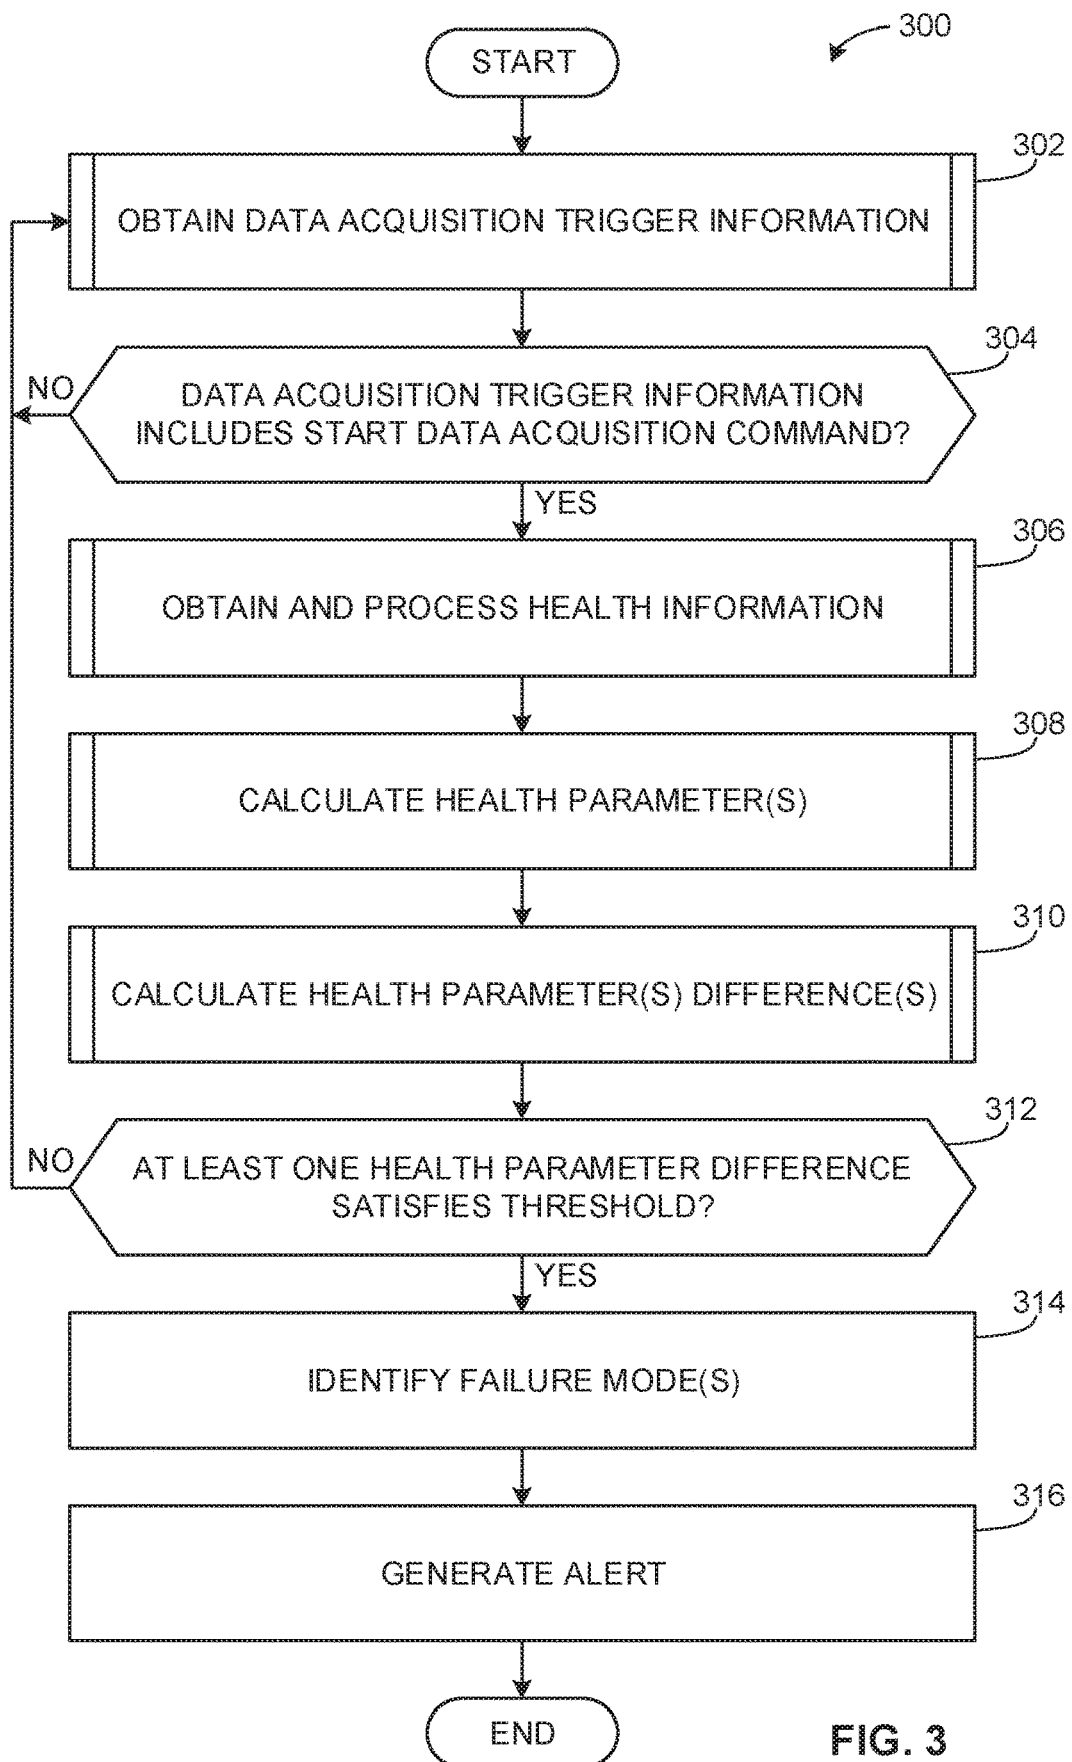 300
START
302
OBTAIN DATA ACQUISITION TRIGGER INFORMATION
304
NO
DATA ACQUISITION TRIGGER INFORMATION
INCLUDES START DATA ACQUISITION COMMAND?
YES
306
OBTAIN AND PROCESS HEALTH INFORMATION
308
CALCULATE HEALTH PARAMETER(S)
310
CALCULATE HEALTH PARAMETER(S) DIFFERENCE(S)
312
NO
AT LEAST ONE HEALTH PARAMETER DIFFERENCE
SATISFIES THRESHOLD?
YES
314
IDENTIFY FAILURE MODE(S)
316
GENERATE ALERT
END
FIG. 3